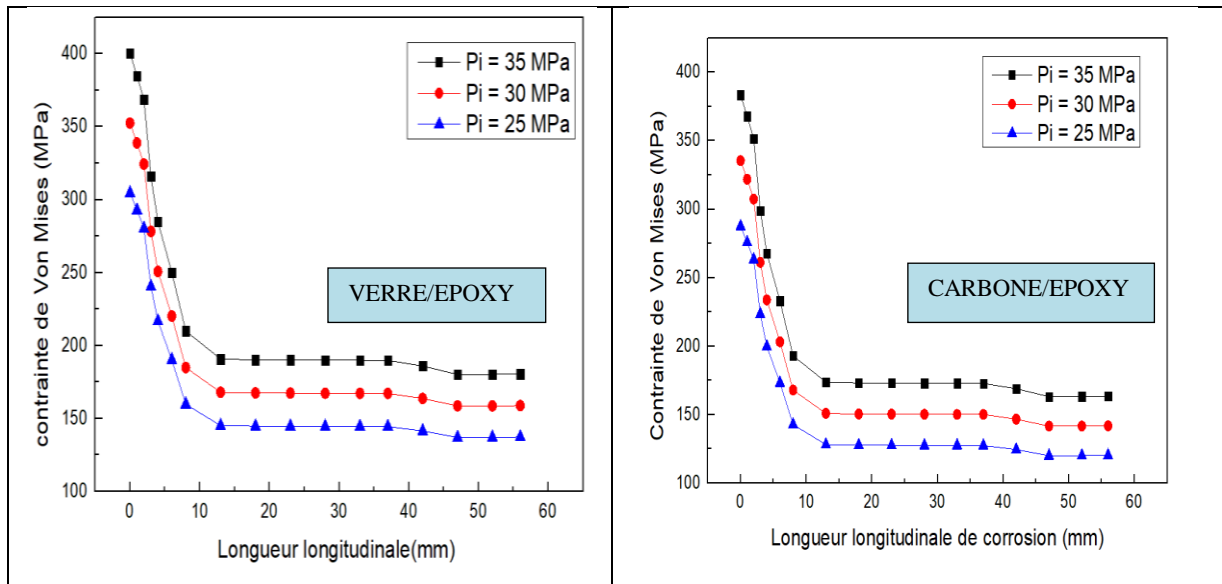 contrainte de Von Mises (MPa)
400
350
300
250
200
150
100
Pi = 35 MPa
Pi = 30 MPa
Pi = 25 MPa
VERRE/EPOXY
0 10 20 30 40 50 60
Longueur longitudinale(mm)
Contrainte de Von Mises (MPa)
400
350
300
250
200
150
100
Pi = 35 MPa
Pi = 30 MPa
Pi = 25 MPa
CARBONE/EPOXY
0 10 20 30 40 50 60
Longueur longitudinale de corrosion (mm)